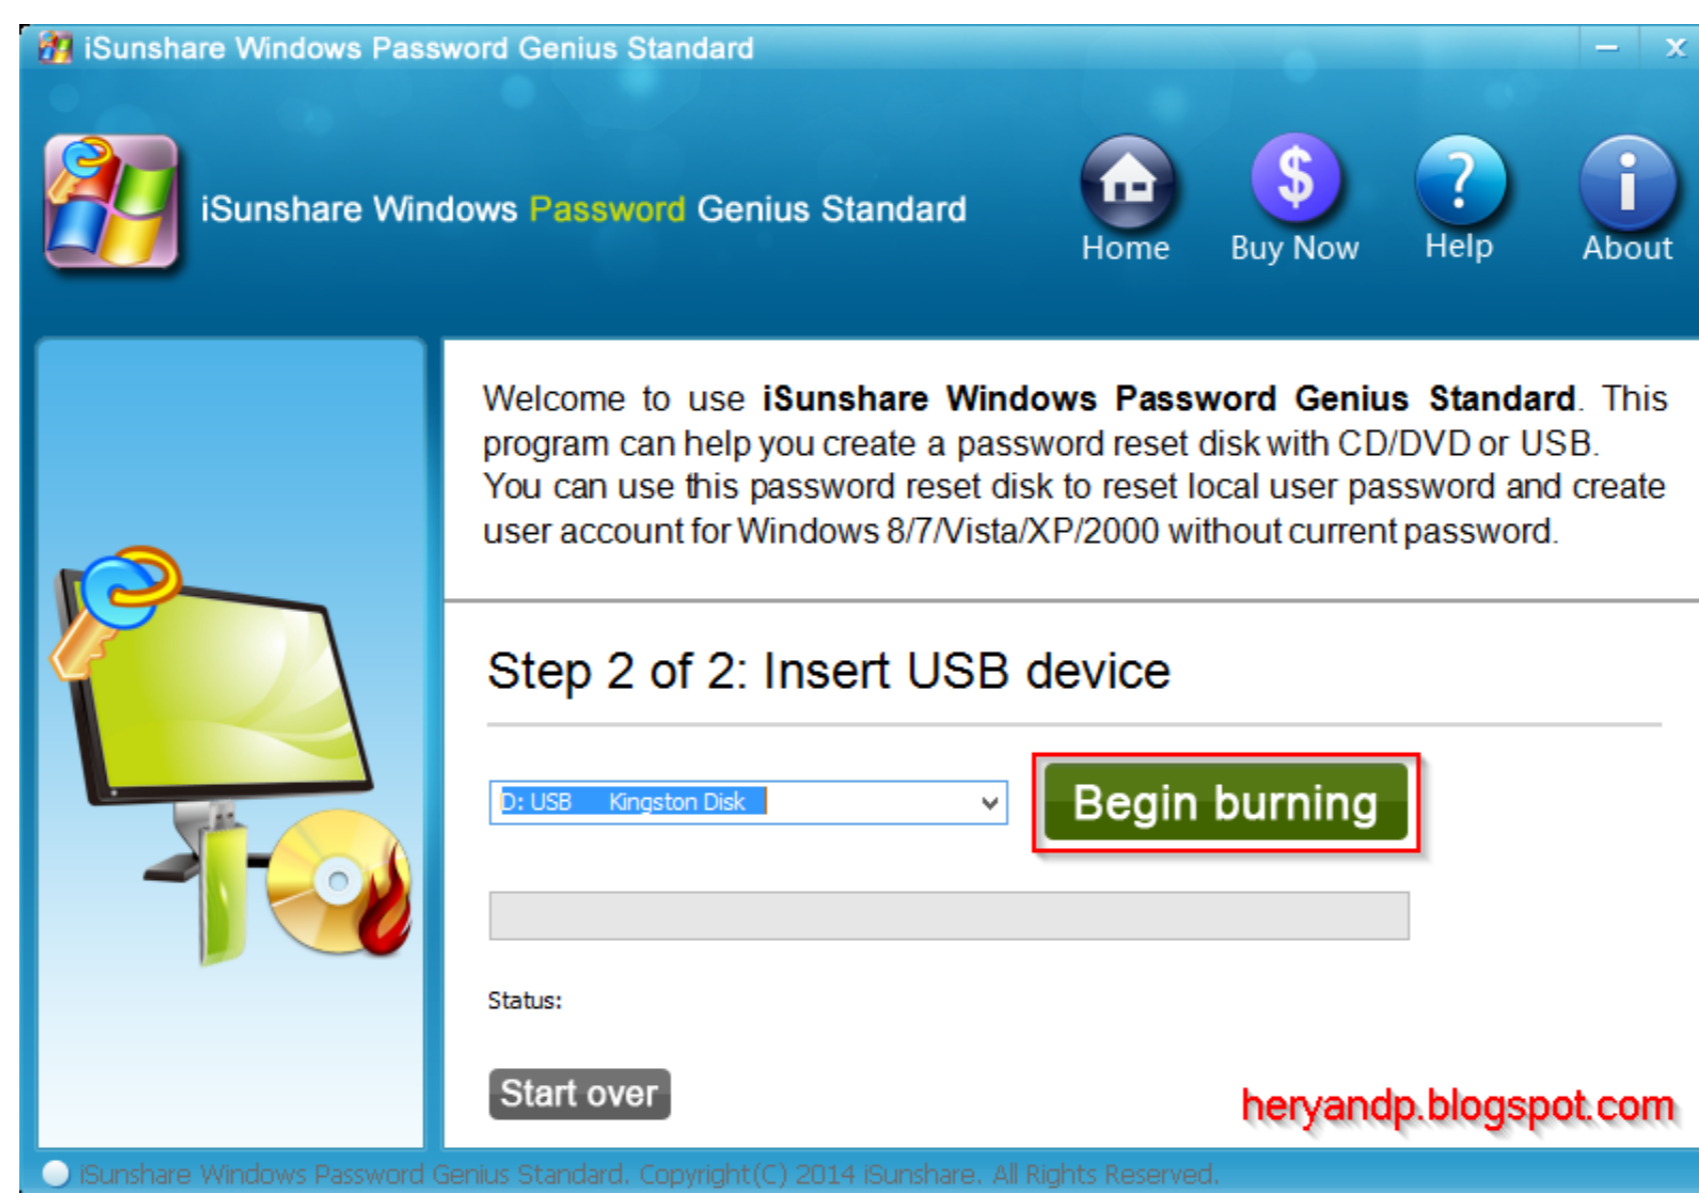 iSunshare Windows Password Genius Standard
iSunshare Windows Password Genius Standard
Home
Buy Now
Help
About
Welcome to use iSunshare Windows Password Genius Standard. This
program can help you create a password reset disk with CD/DVD or USB.
You can use this password reset disk to reset local user password and create
user account for Windows 8/7/Vista/XP/2000 without current password.
Step 2 of 2: Insert USB device
D: USB Kingston Disk
Begin burning
Status:
Start over
heryandp.blogspot.com
iSunshare Windows Password Genius Standard. Copyright(C) 2014 iSunshare. All Rights Reserved.